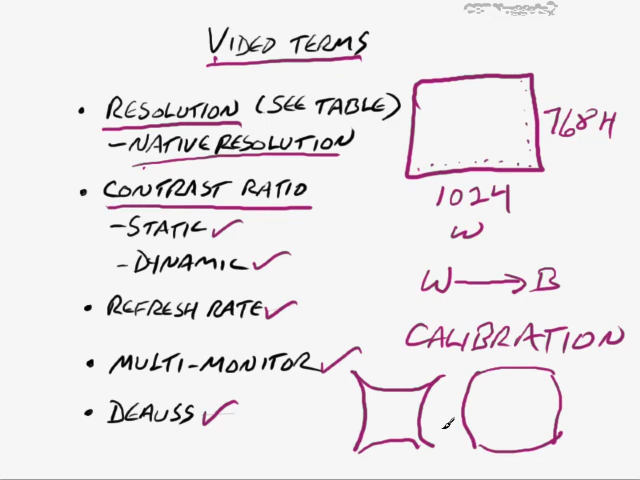 VIDEO TERMS
• RESOLUTION (SEE TABLE)
- NATIVE RESOLUTION
• CONTRAST RATIO
- STATIC ✓
- DYNAMIC ✓
• REFRESH RATE ✓
• MULTI-MONITOR ✓
• DEAUSS ✓
768H
1024
W
W → B
CALIBRATION